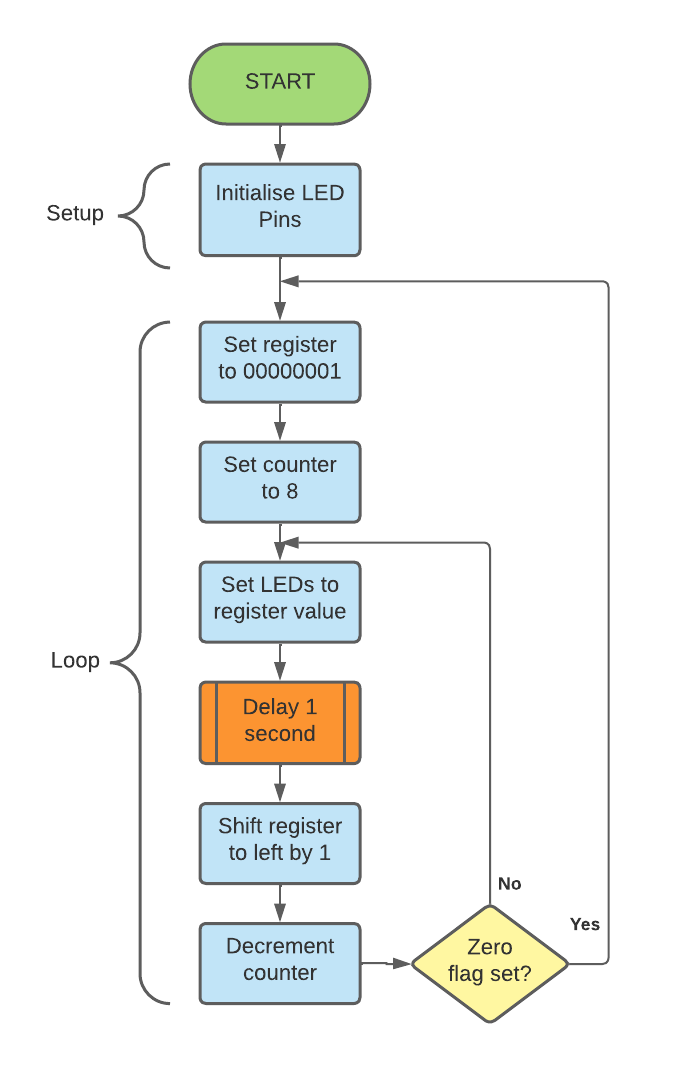 START
Initialise LED
Pins
Setup
Set register
to 00000001
Set counter
to 8
Set LEDs to
register value
Loop
Delay 1
second
Shift register
to left by 1
No
Yes
Decrement
counter
Zero
flag set?